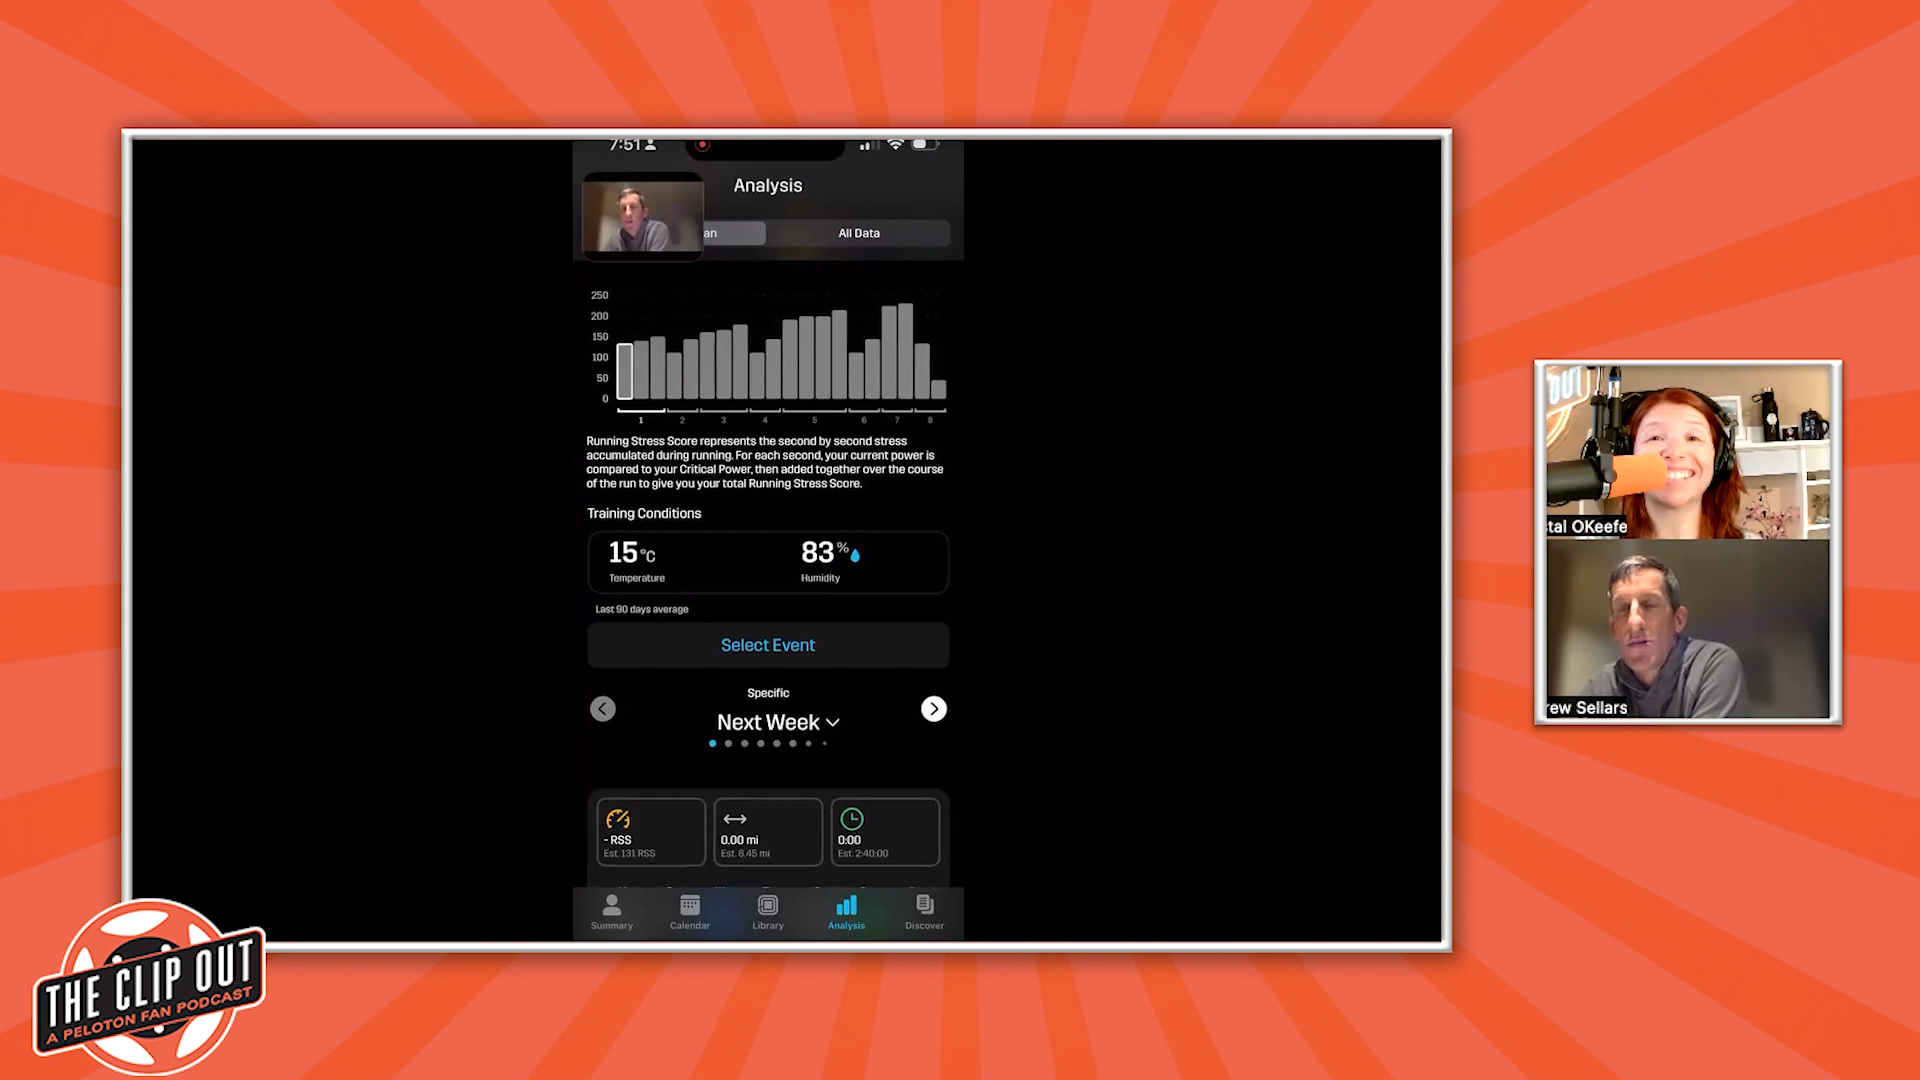 7:51
Analysis
an
All Data
250
200
150
100
50
0
1 2 3 4 5 6 7 8
Running Stress Score represents the second by second stress
accumulated during running. For each second, your current power is
compared to your Critical Power, then added together over the course
of the run to give you your total Running Stress Score.
Training Conditions
15°C
Temperature
83%
Humidity
Last 90 days average
Select Event
Specific
Next Week
- RSS
Est. 131 RSS
0.00 mi
Est. 8.45 mi
0:00
Est. 2:40:00
Summary
Calendar
Library
Analysis
Discover
OUT
tal OKeefe
rew Sellars
THE CLIP OUT
A PELOTON FAN PODCAST